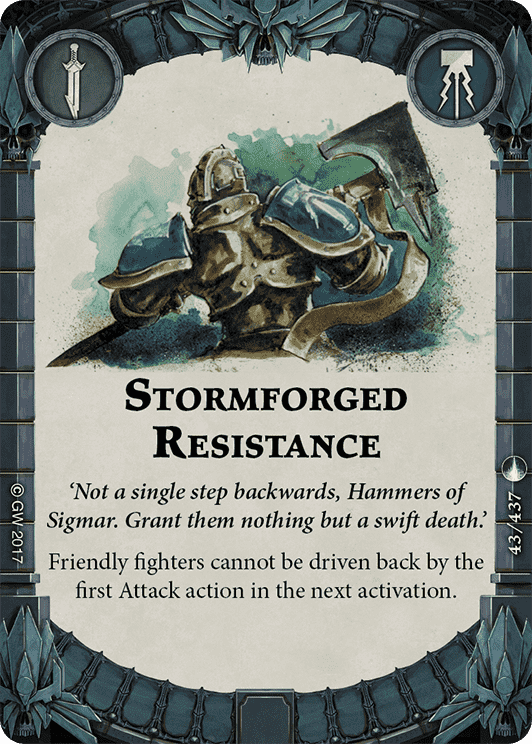 Stormforged
Resistance
‘Not a single step backwards, Hammers of
Sigmar. Grant them nothing but a swift death.’
Friendly fighters cannot be driven back by the
first Attack action in the next activation.
© GW 2017
43/437